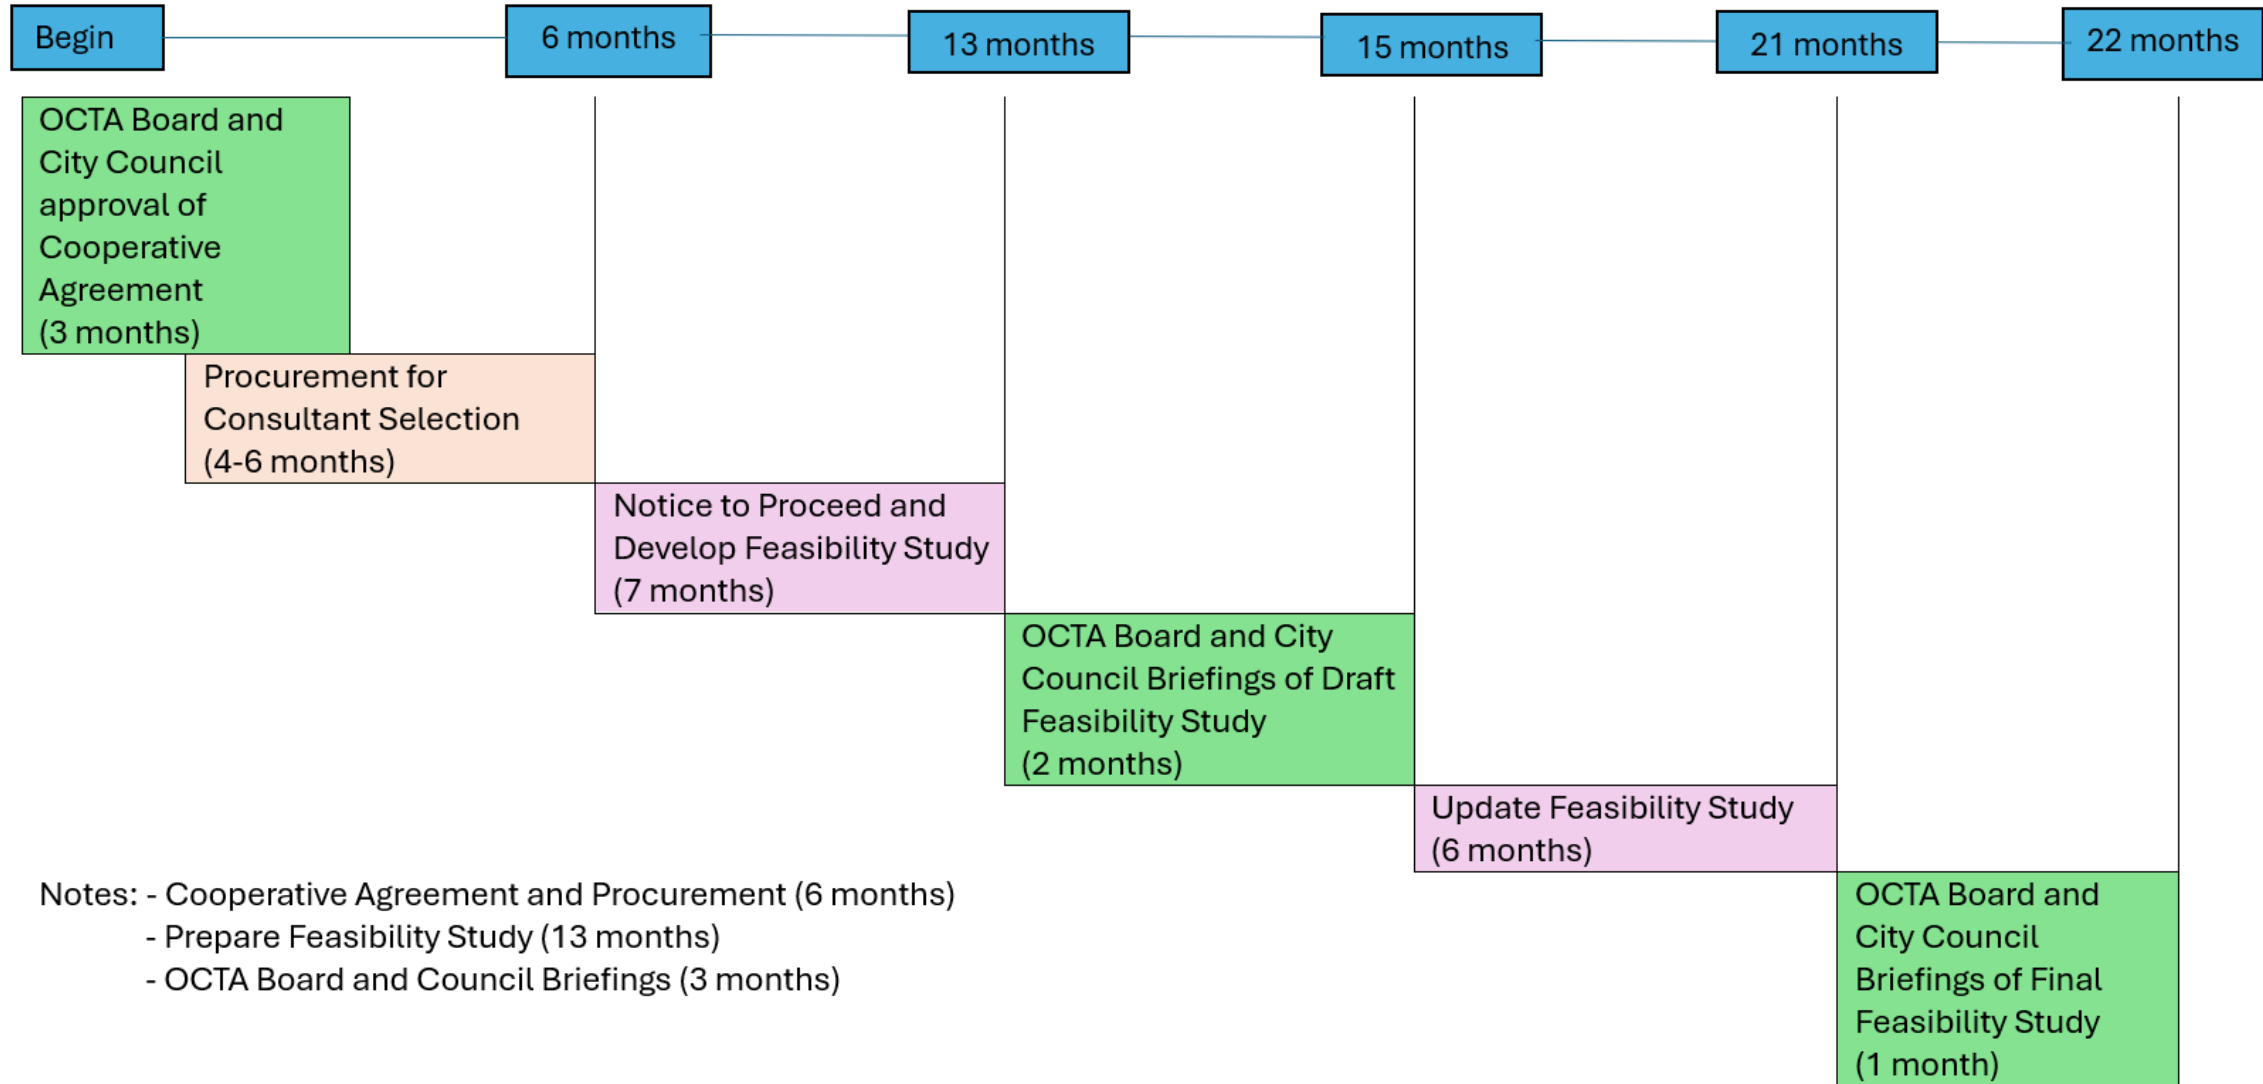 Begin
6 months
13 months
15 months
21 months
22 months
OCTA Board and
City Council
approval of
Cooperative
Agreement
(3 months)
Procurement for
Consultant Selection
(4-6 months)
Notice to Proceed and
Develop Feasibility Study
(7 months)
OCTA Board and City
Council Briefings of Draft
Feasibility Study
(2 months)
Update Feasibility Study
(6 months)
OCTA Board and
City Council
Briefings of Final
Feasibility Study
(1 month)
Notes: - Cooperative Agreement and Procurement (6 months)
- Prepare Feasibility Study (13 months)
- OCTA Board and Council Briefings (3 months)